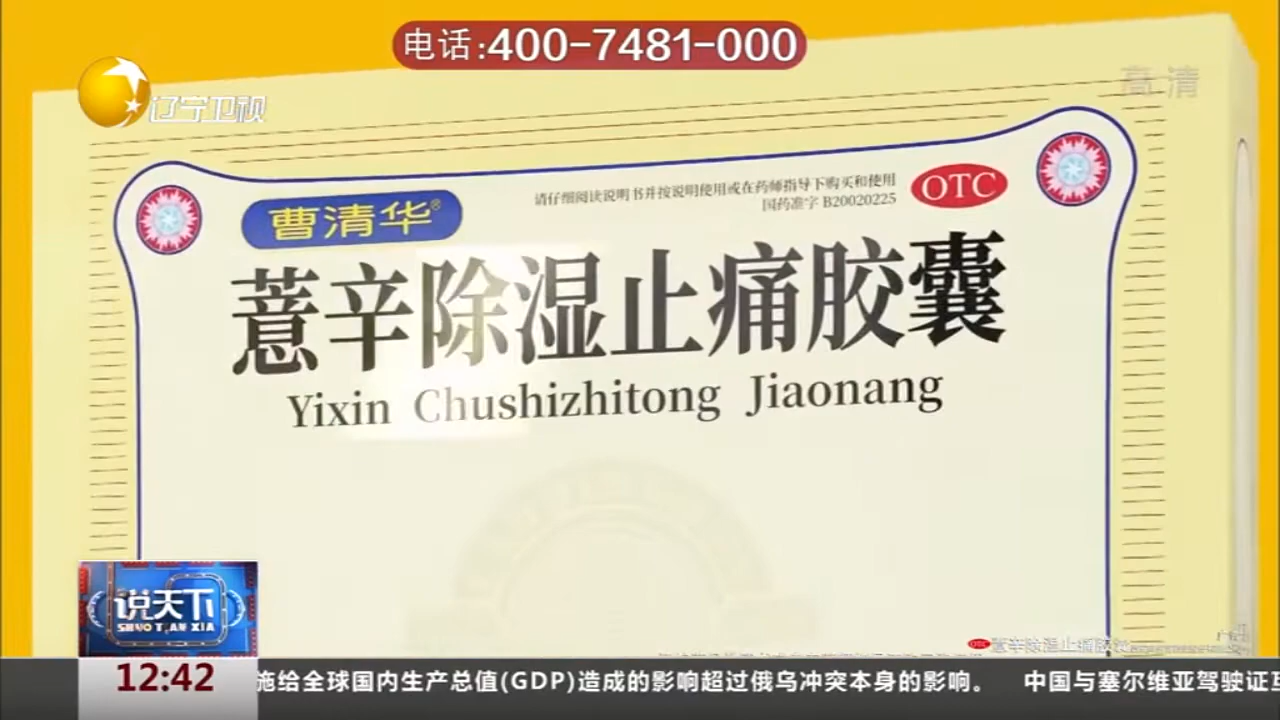 电话:400-7481-000
辽宁卫视
高清
请仔细阅读说明书并按说明使用或在药师指导下购买和使用
国药准字 B20020225
OTC
曹清华®
薏辛除湿止痛胶囊
Yixin Chushizhitong Jiaonang
OTC 薏辛除湿止痛胶囊
说天下
SHUO TIAN XIA
12:42
施给全球国内生产总值(GDP)造成的影响超过俄乌冲突本身的影响。 中国与塞尔维亚驾驶证互